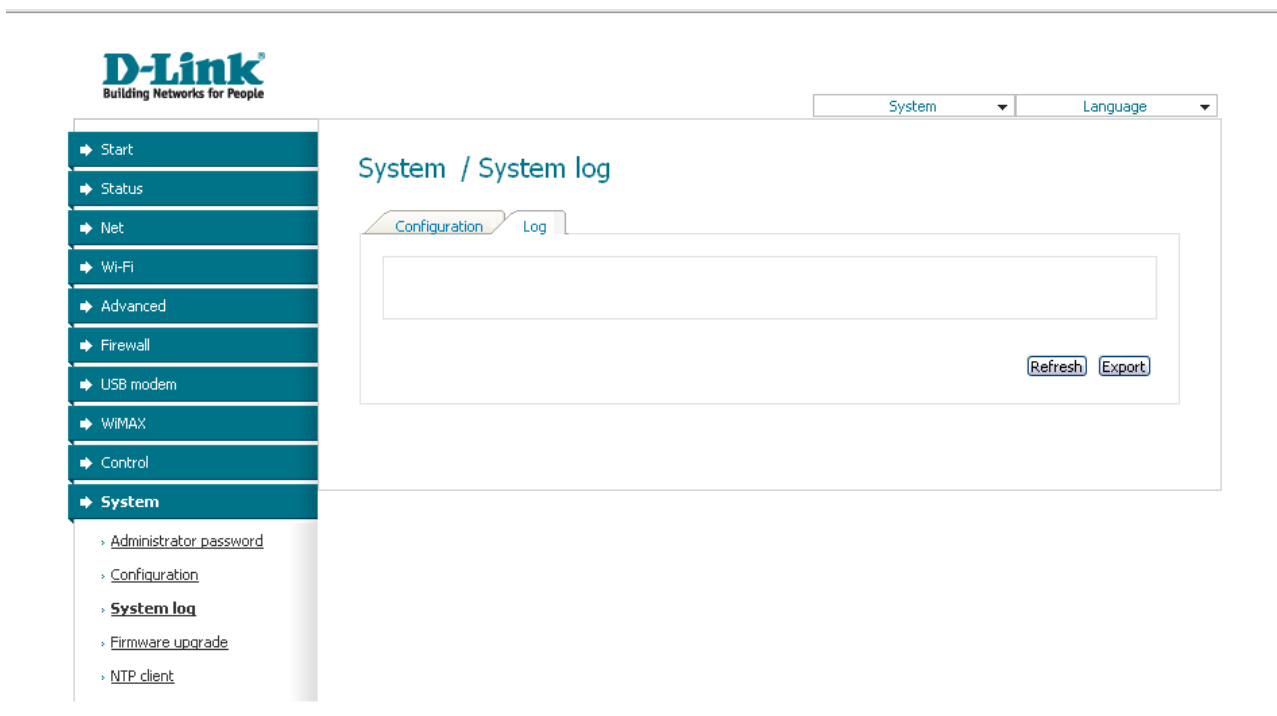 D-Link
Building Networks for People
System Language
Start
Status
Net
Wi-Fi
Advanced
Firewall
USB modem
WiMAX
Control
System
Administrator password
Configuration
System log
Firmware upgrade
NTP client
System / System log
Configuration Log
Refresh Export